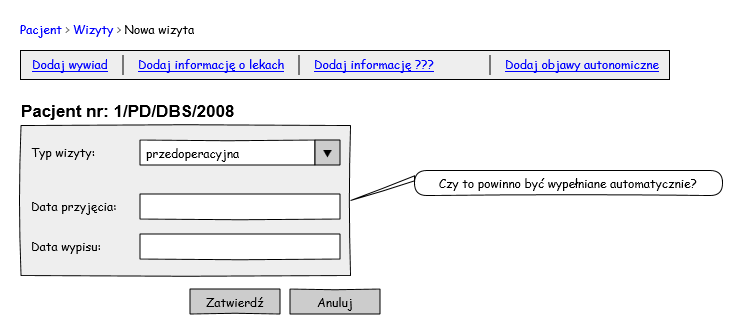 Pacjent > Wizyty > Nowa wizyta
Dodaj wywiad | Dodaj informację o lekach | Dodaj informację ??? | Dodaj objawy autonomiczne
Pacjent nr: 1/PD/DBS/2008
Typ wizyty: przedoperacyjna
Czy to powinno być wypełniane automatycznie?
Data przyjęcia:
Data wypisu:
Zatwierdź Anuluj